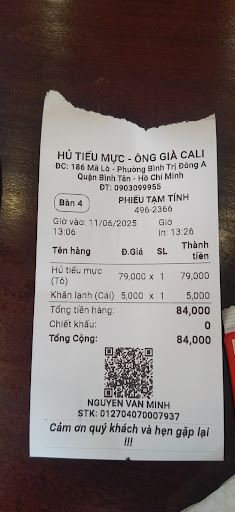 HỦ TIẾU MỰC - ÔNG GIÀ CALI
ĐC: 186 Mã Lò - Phường Bình Trị Đông A
Quận Bình Tân - Hồ Chí Minh
ĐT: 0903099955
Bàn 4 PHIẾU TẠM TÍNH
496-2366
Giờ vào: 11/06/2025 Giờ
13:06 In: 13:26
Tên hàng Đ.Giá SL Thành
tiền
Hủ tiếu mực 79,000 x 1 79,000
(Tô)
Khăn lạnh (Cái) 5,000 x 1 5,000
Tổng tiền hàng: 84,000
Chiết khấu: 0
Tổng Cộng: 84,000
NGUYEN VAN MINH
STK: 012704070007937
Cảm ơn quý khách và hẹn gặp lại
!!!